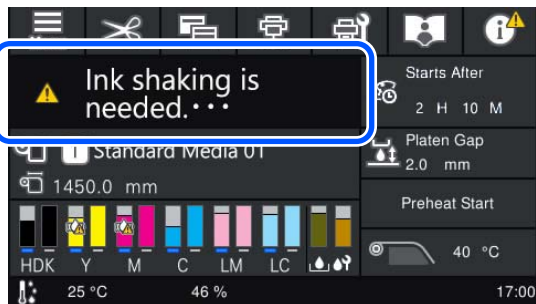 Ink shaking is
needed.･･･
Starts After
2 H 10 M
1 Standard Media 01
Platen Gap
2.0 mm
1450.0 mm
Preheat Start
HDK Y M C LM LC
40 °C
25 °C 46 % 17:00